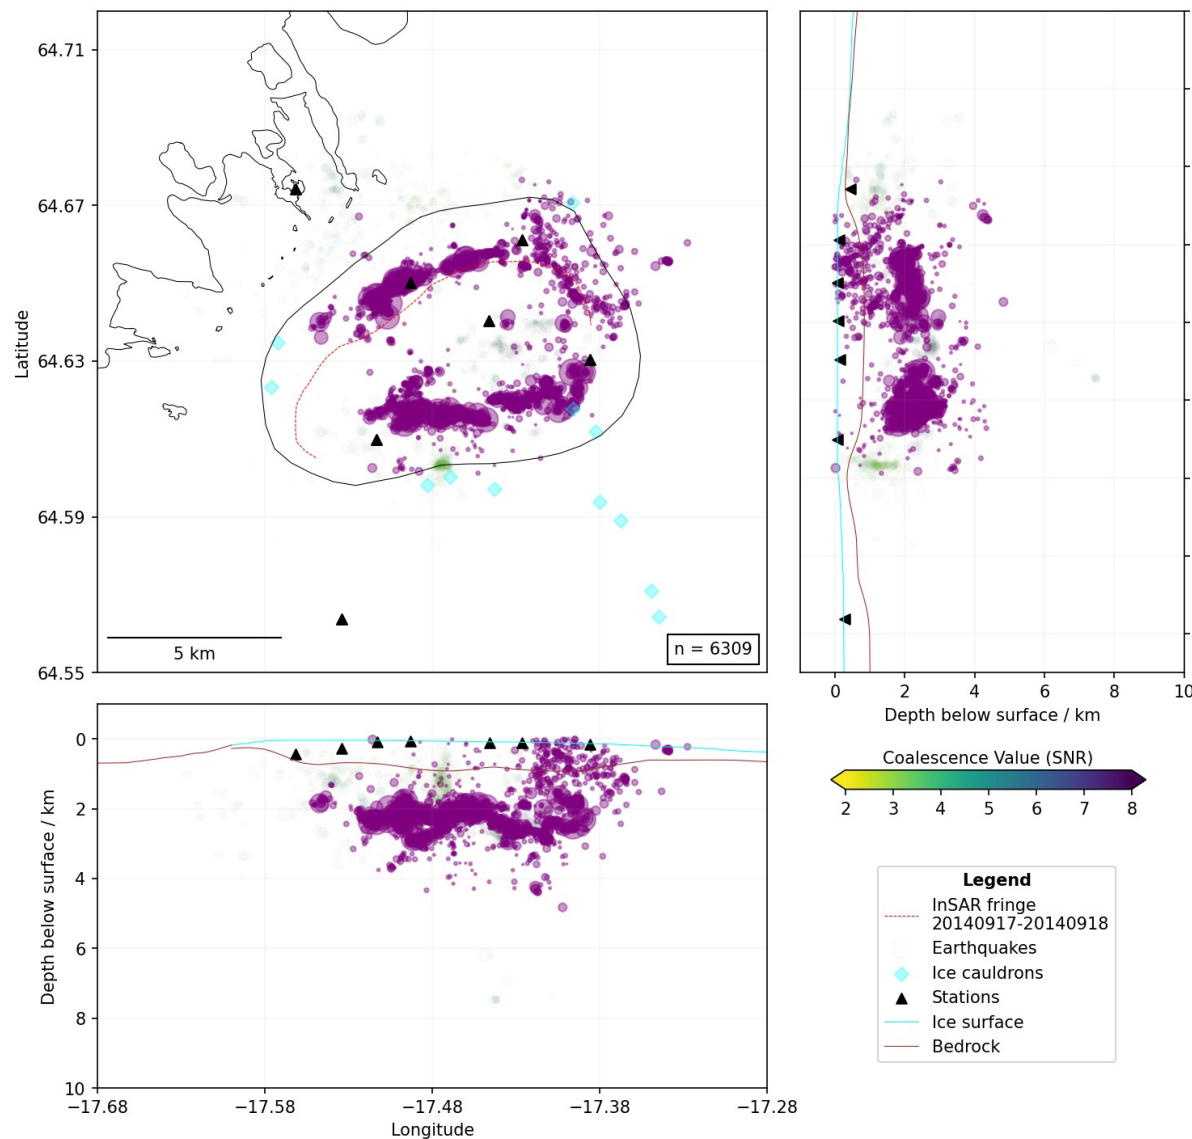 64.71
64.67
64.63
64.59
64.55
Latitude
5 km
n = 6309
0
2
4
6
8
10
Depth below surface / km
Coalescence Value (SNR)
2
3
4
5
6
7
8
Legend
InSAR fringe
20140917-20140918
Earthquakes
Ice cauldrons
Stations
Ice surface
Bedrock
0
2
4
6
8
10
Depth below surface / km
−17.68
−17.58
−17.48
−17.38
−17.28
Longitude